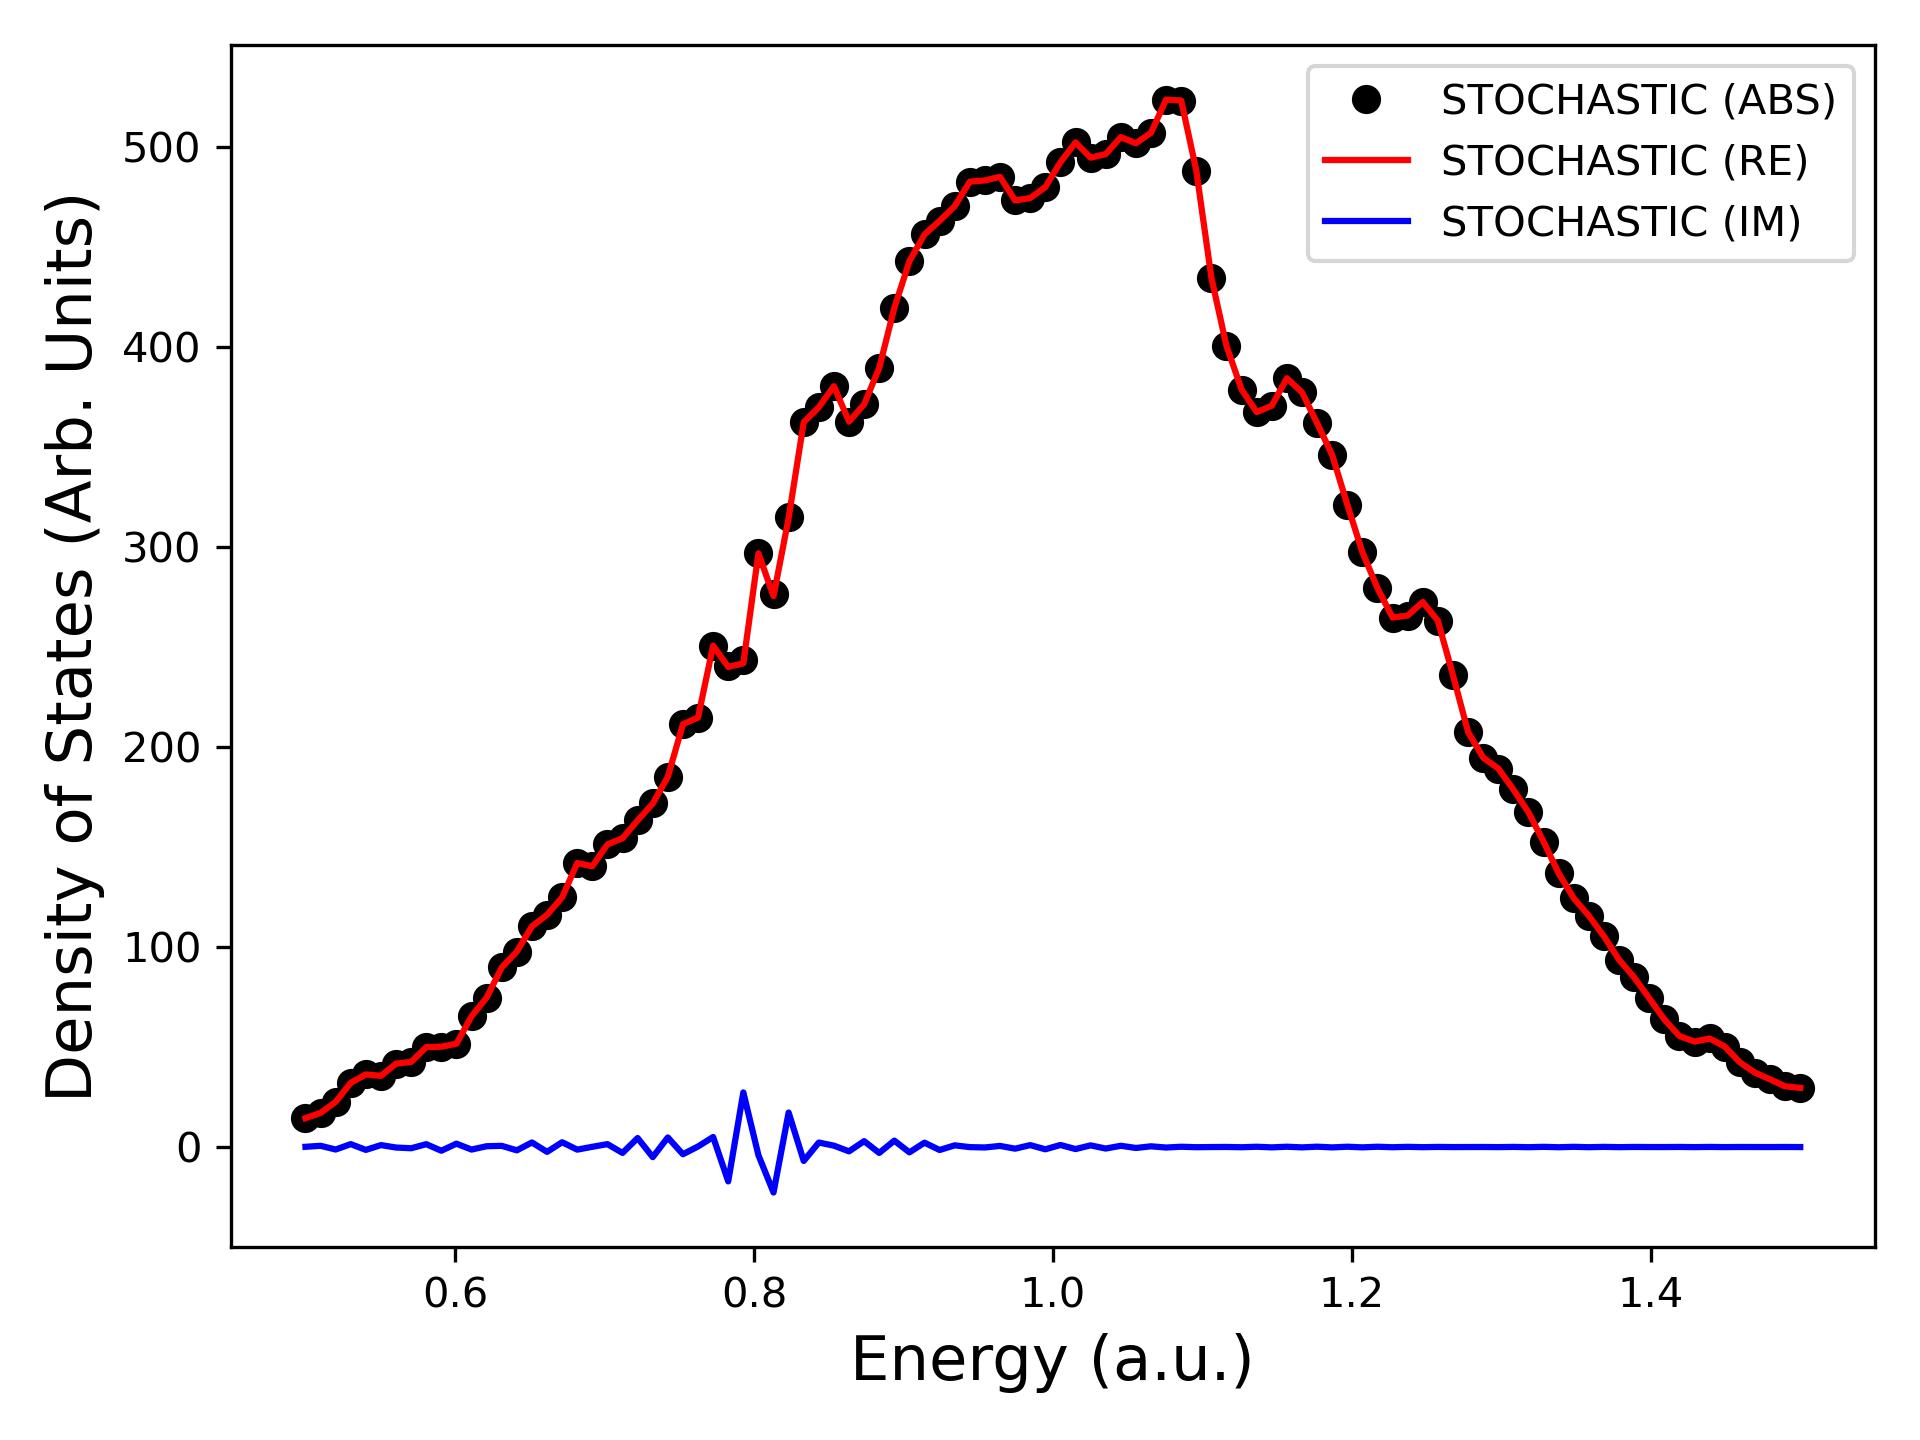 STOCHASTIC (ABS)
STOCHASTIC (RE)
STOCHASTIC (IM)
Density of States (Arb. Units)
500
400
300
200
100
0
0.6 0.8 1.0 1.2 1.4
Energy (a.u.)